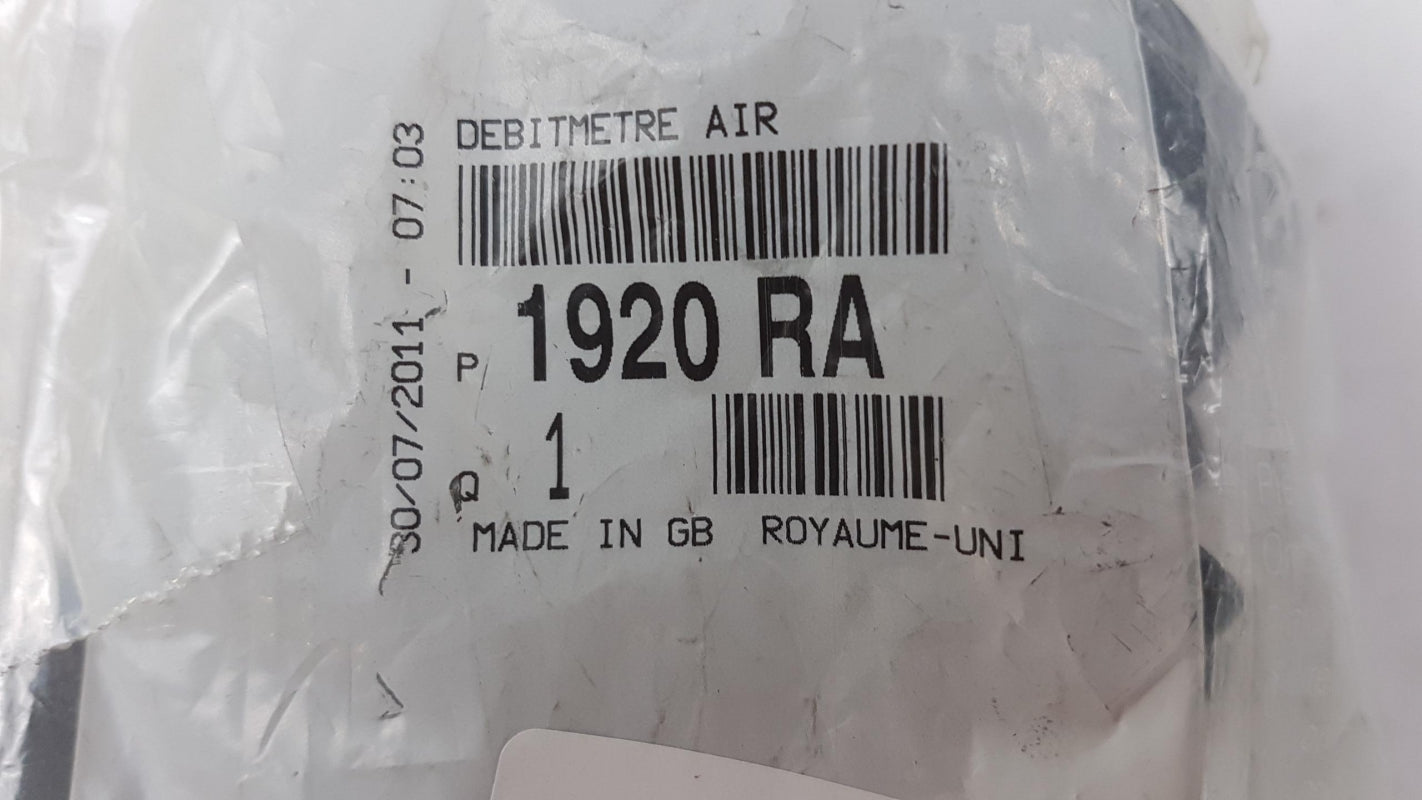 DEBITMETRE AIR
30/07/2011 - 07:03
P 1920 RA
Q 1
MADE IN GB ROYAUME-UNI